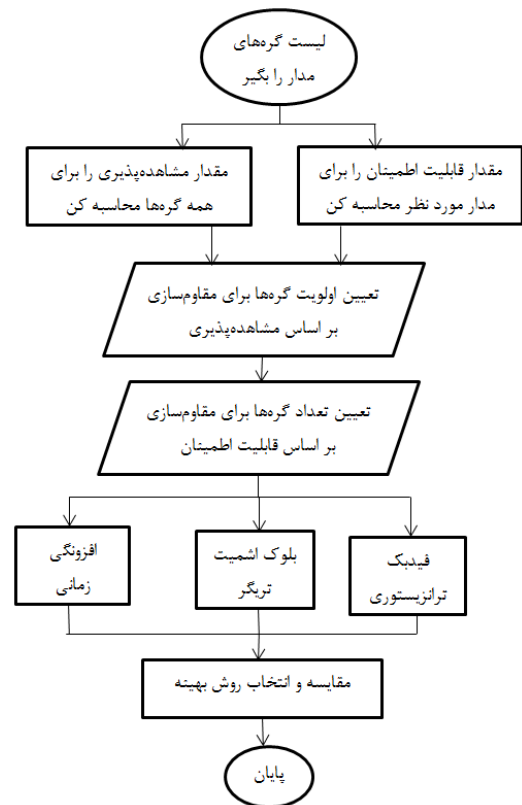 لیست گره‌های
مدار را بگیر
مقدار قابلیت اطمینان را برای
مدار مورد نظر محاسبه کن
مقدار مشاهده‌پذیری را برای
همه گره‌ها محاسبه کن
تعیین اولویت گره‌ها برای مقاوم‌سازی
بر اساس مشاهده‌پذیری
تعیین تعداد گره‌ها برای مقاوم‌سازی
بر اساس قابلیت اطمینان
فیدبک
ترانزیستوری
بلوک اشمیت
تریگر
افزونگی
زمانی
مقایسه و انتخاب روش بهینه
پایان